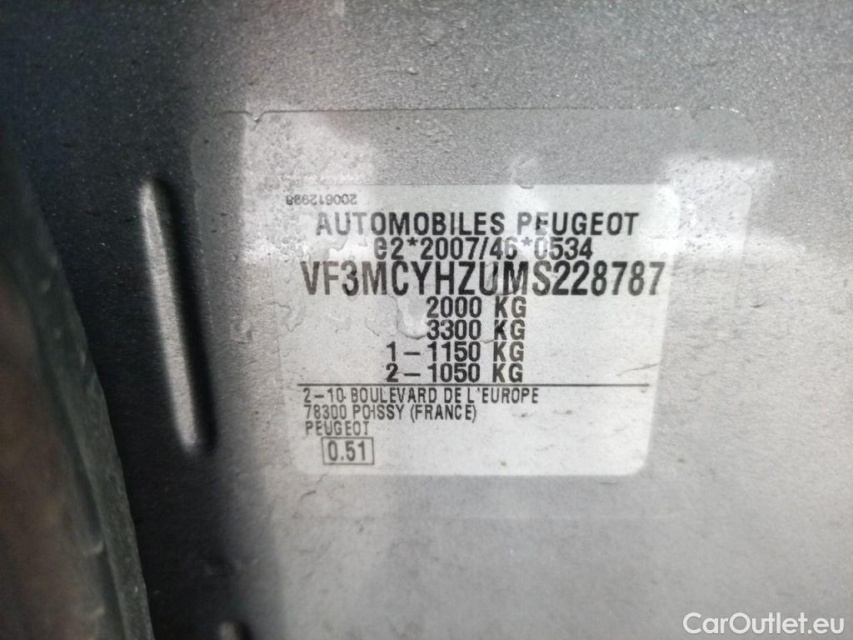 200612998
AUTOMOBILES PEUGEOT
e2*2007/46*0534
VF3MCYHZUMS228787
2000 KG
3300 KG
1-1150 KG
2-1050 KG
2-10 BOULEVARD DE L'EUROPE
78300 POISSY (FRANCE)
PEUGEOT
0.51
CarOutlet.eu